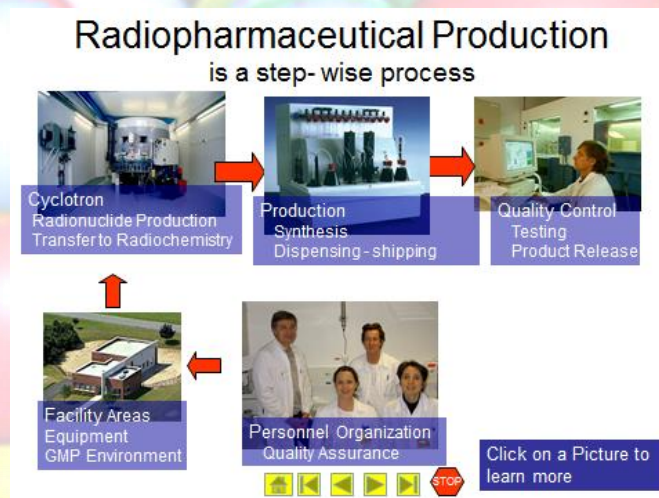 Radiopharmaceutical Production
is a step- wise process
Cyclotron
Radionuclide Production
Transfer to Radiochemistry
Production
Synthesis
Dispensing - shipping
Quality Control
Testing
Product Release
Facility Areas
Equipment
GMP Environment
Personnel Organization
Quality Assurance
Click on a Picture to
learn more
STOP